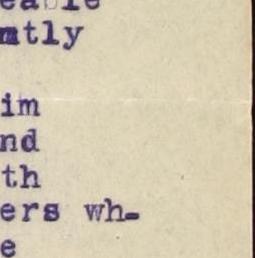 eable
ntly
im
nd
th
ers wh-
e